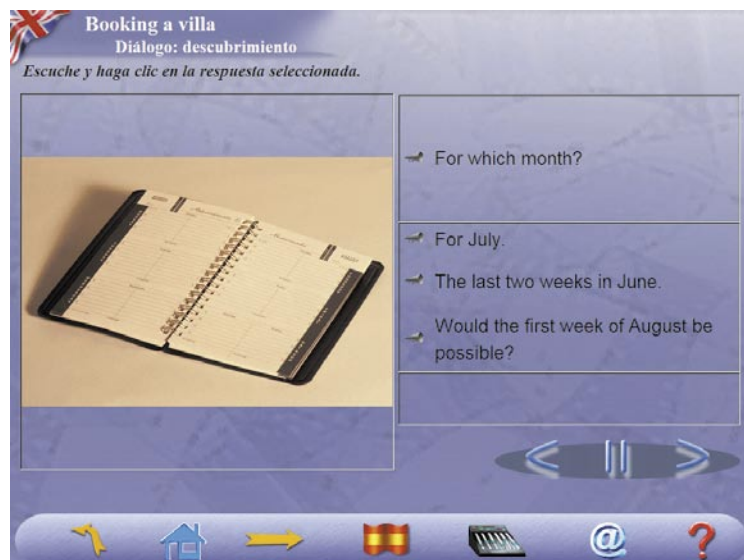 Booking a villa
Diálogo: descubrimiento
Escuche y haga clic en la respuesta seleccionada.
For which month?
For July.
The last two weeks in June.
Would the first week of August be
possible?